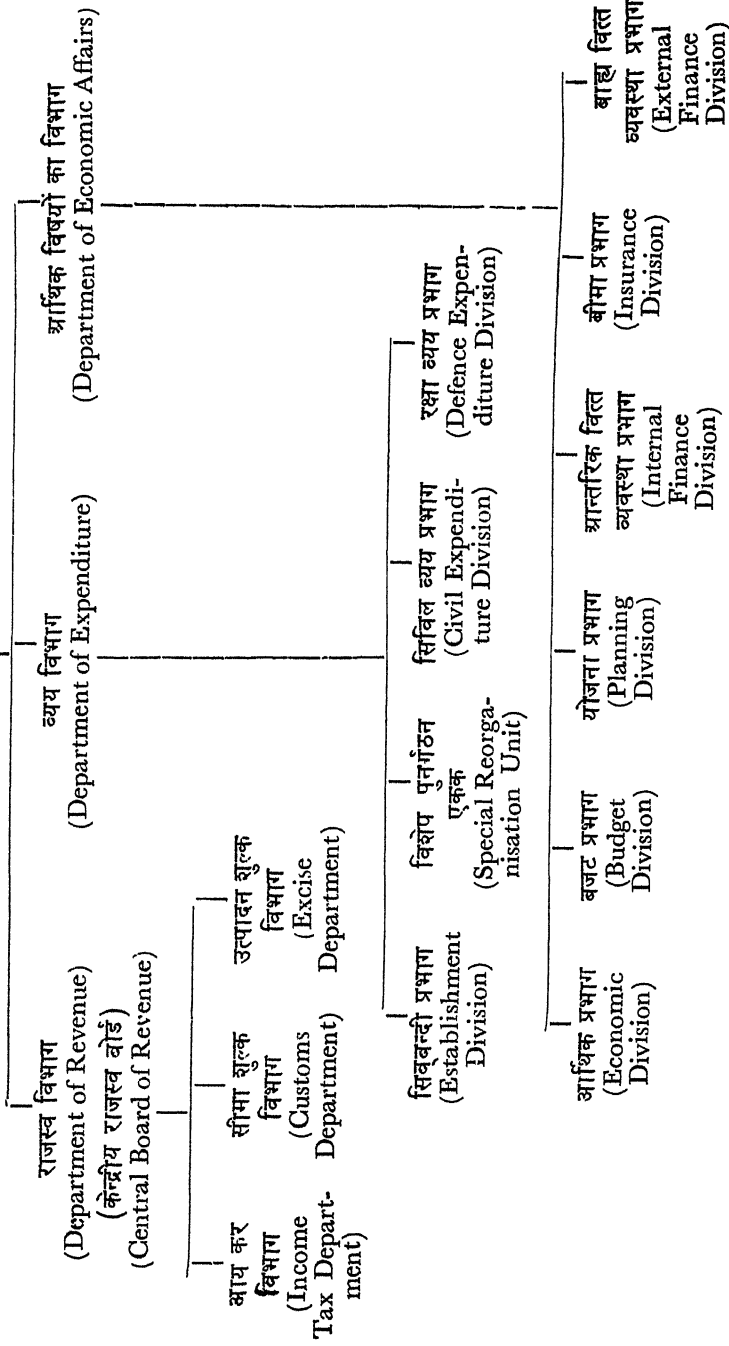 राजस्व विभाग
(Department of Revenue)
(केन्द्रीय राजस्व बोर्ड)
(Central Board of Revenue)
व्यय विभाग
(Department of Expenditure)
आर्थिक विषयों का विभाग
(Department of Economic Affairs)
आय कर
विभाग
(Income
Tax Depart-
ment)
सीमा शुल्क
विभाग
(Customs
Department)
उत्पादन शुल्क
विभाग
(Excise
Department)
सिब्बन्दी प्रभाग
(Establishment
Division)
विशेष पुनर्गठन
एकक
(Special Reorga-
nisation Unit)
सिविल व्यय प्रभाग
(Civil Expendi-
ture Division)
रक्षा व्यय प्रभाग
(Defence Expen-
diture Division)
आर्थिक प्रभाग
(Economic
Division)
बजट प्रभाग
(Budget
Division)
योजना प्रभाग
(Planning
Division)
आन्तरिक वित्त
व्यवस्था प्रभाग
(Internal
Finance
Division)
बीमा प्रभाग
(Insurance
Division)
बाह्य वित्त
व्यवस्था प्रभाग
(External
Finance
Division)